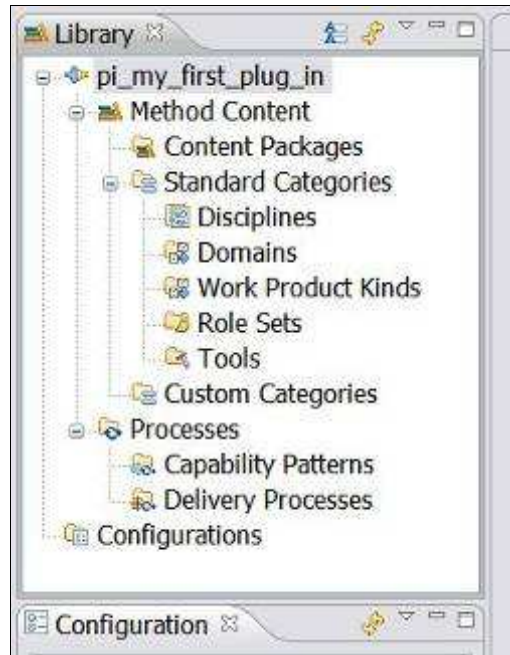 Library
pi_my_first_plug_in
Method Content
Content Packages
Standard Categories
Disciplines
Domains
Work Product Kinds
Role Sets
Tools
Custom Categories
Processes
Capability Patterns
Delivery Processes
Configurations
Configuration